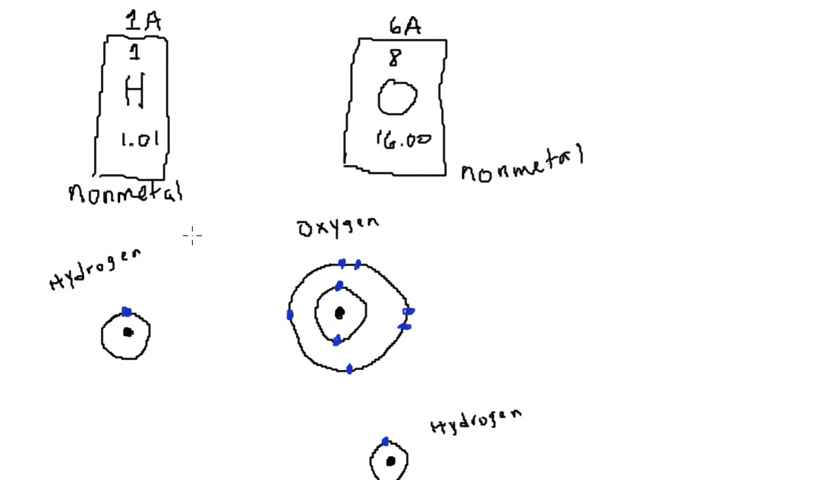 1A
1
H
1.01
nonmetal
6A
8
O
16.00
nonmetal
Hydrogen
Oxygen
Hydrogen